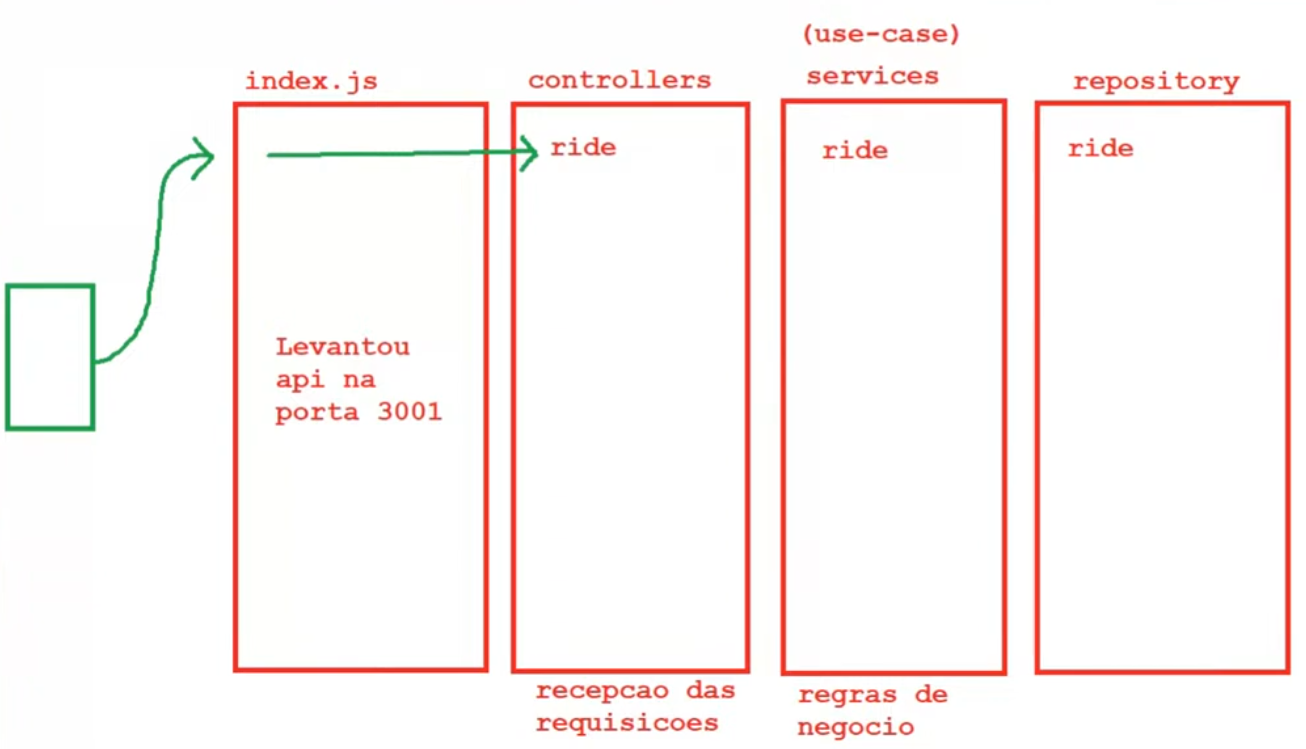 (use-case)
index.js
controllers
services
repository
ride
ride
ride
Levantou
api na
porta 3001
recepcao das
requisicoes
regras de
negocio